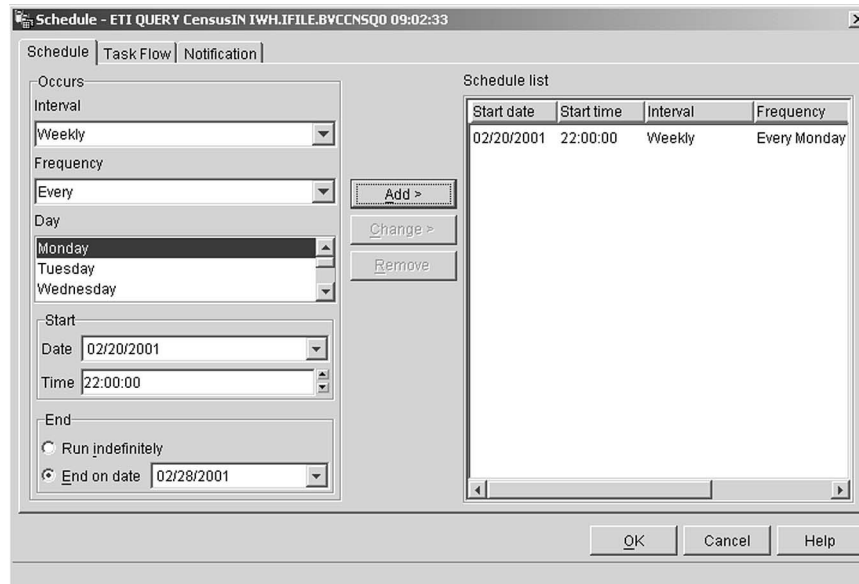 Schedule - ETI QUERY CensusIN IWH.IFILE.BVCCNSQ0 09:02:33
Schedule Task Flow Notification
Occurs
Interval
Weekly
Frequency
Every
Day
Monday
Tuesday
Wednesday
Start
Date 02/20/2001
Time 22:00:00
End
Run indefinitely
End on date 02/28/2001
Add >
Change >
Remove
Schedule list
Start date Start time Interval Frequency
02/20/2001 22:00:00 Weekly Every Monday
OK Cancel Help